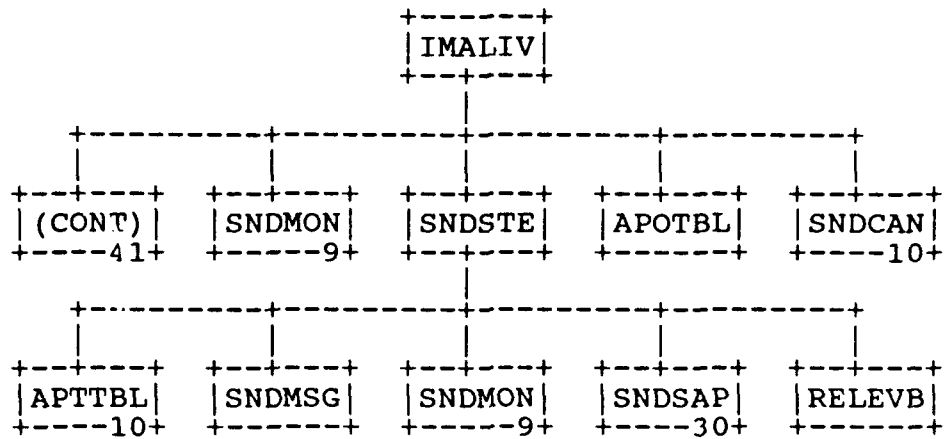 IMALIV
(CONT) SNDMON SNDSTE APOTBL SNDCAN
41 9 10
APTTBL SNDMSG SNDMON SNDSAP RELEVB
10 9 30